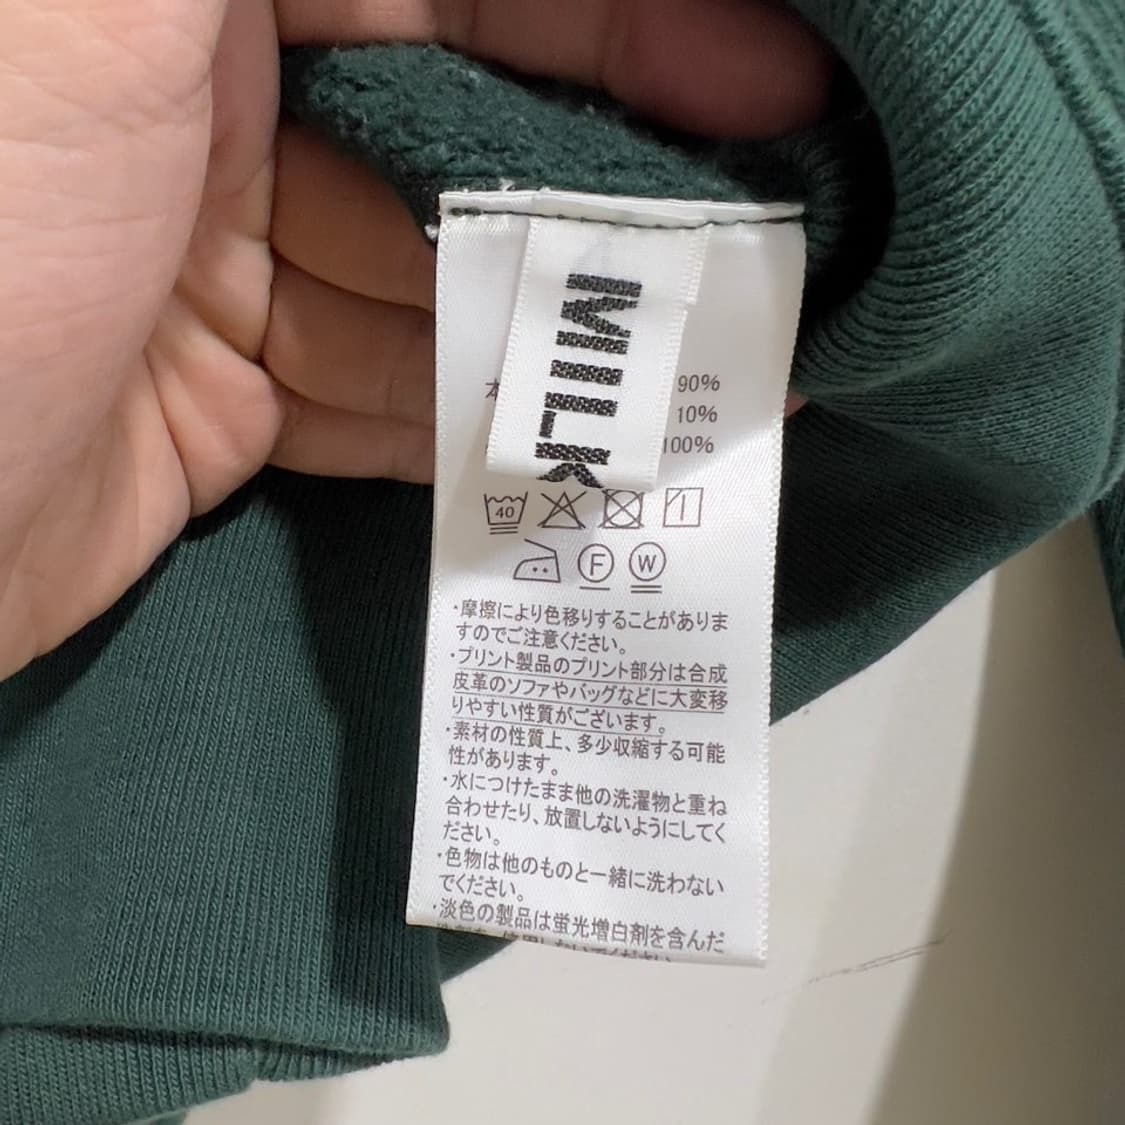 MILK
本
90%
10%
100%
40
F
W
・摩擦により色移りすることがありま
すのでご注意ください。
・プリント製品のプリント部分は合成
皮革のソファやバッグなどに大変移
りやすい性質がございます。
・素材の性質上、多少収縮する可能
性があります。
・水につけたまま他の洗濯物と重ね
合わせたり、放置しないようにしてく
ださい。
・色物は他のものと一緒に洗わない
でください。
・淡色の製品は蛍光増白剤を含んだ